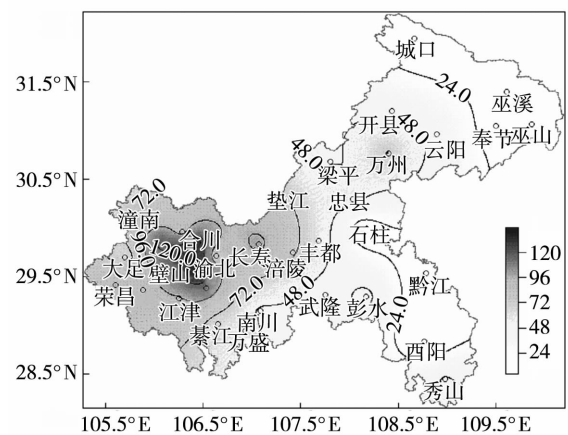 31.5°N
30.5°N
29.5°N
28.5°N
105.5°E
106.5°E
107.5°E
108.5°E
109.5°E
城口
24.0
巫溪
开县
48.0
奉节
巫山
云阳
48.0
万州
梁平
72.0
垫江
忠县
潼南
96.0
120.0
合川
石柱
长寿
丰都
大足
璧山
渝北
涪陵
黔江
荣昌
72.0
48.0
江津
武隆
彭水
24.0
綦江
南川
万盛
酉阳
秀山
120
96
72
48
24